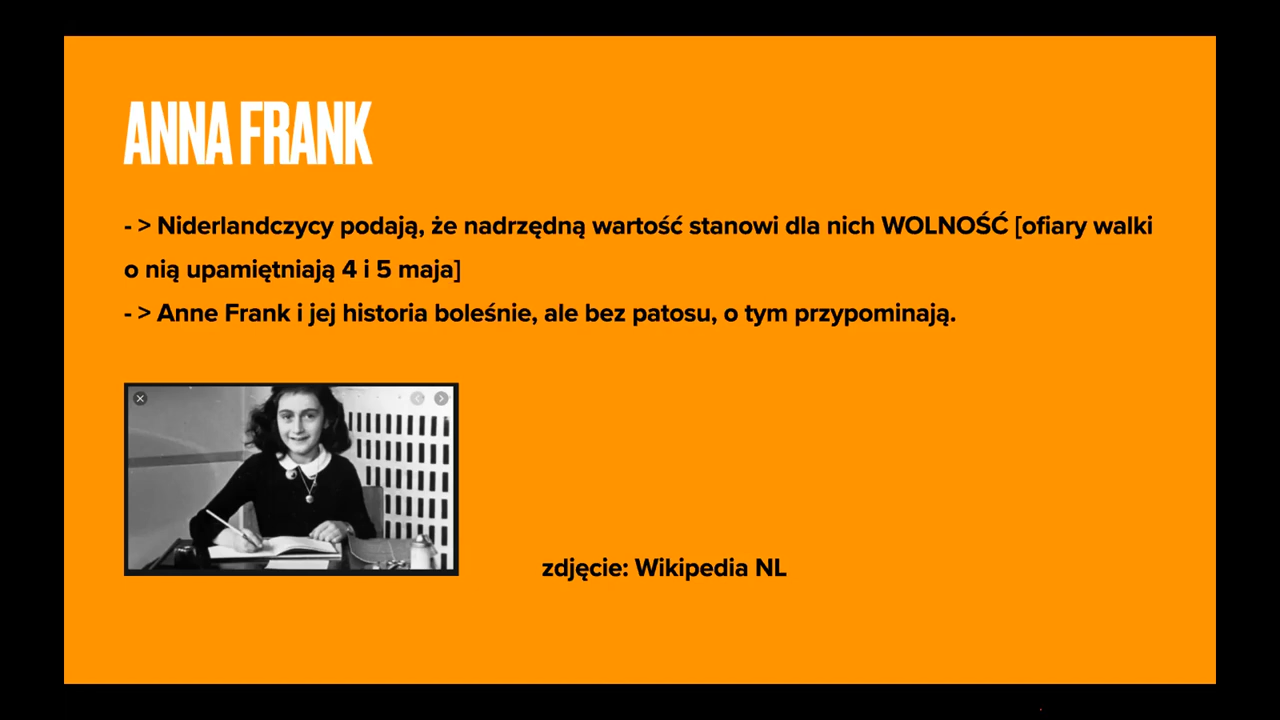 ANNA FRANK
- > Niderlandczycy podają, że nadrzędną wartość stanowi dla nich WOLNOŚĆ [ofiary walki
o nią upamiętniają 4 i 5 maja]
- > Anne Frank i jej historia boleśnie, ale bez patosu, o tym przypominają.
zdjęcie: Wikipedia NL